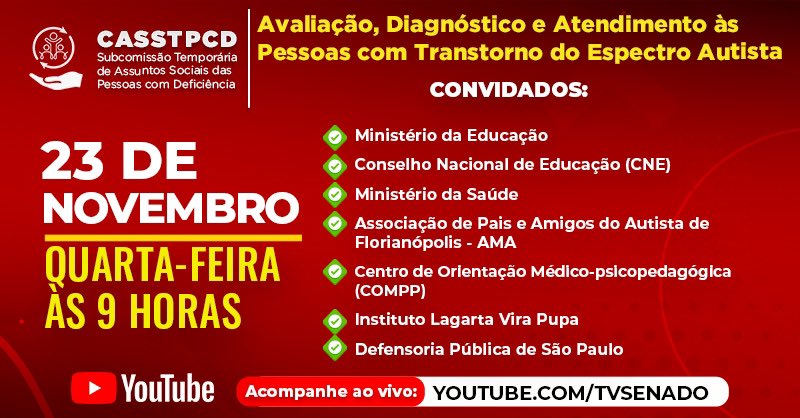 CASSTPCD
Subcomissão Temporária
de Assuntos Sociais das
Pessoas com Deficiência
Avaliação, Diagnóstico e Atendimento às
Pessoas com Transtorno do Espectro Autista
CONVIDADOS:
23 DE
NOVEMBRO
QUARTA-FEIRA
ÀS 9 HORAS
Ministério da Educação
Conselho Nacional de Educação (CNE)
Ministério da Saúde
Associação de Pais e Amigos do Autista de
Florianópolis - AMA
Centro de Orientação Médico-psicopedagógica
(COMPP)
Instituto Lagarta Vira Pupa
Defensoria Pública de São Paulo
YouTube
Acompanhe ao vivo:
YOUTUBE.COM/TVSENADO